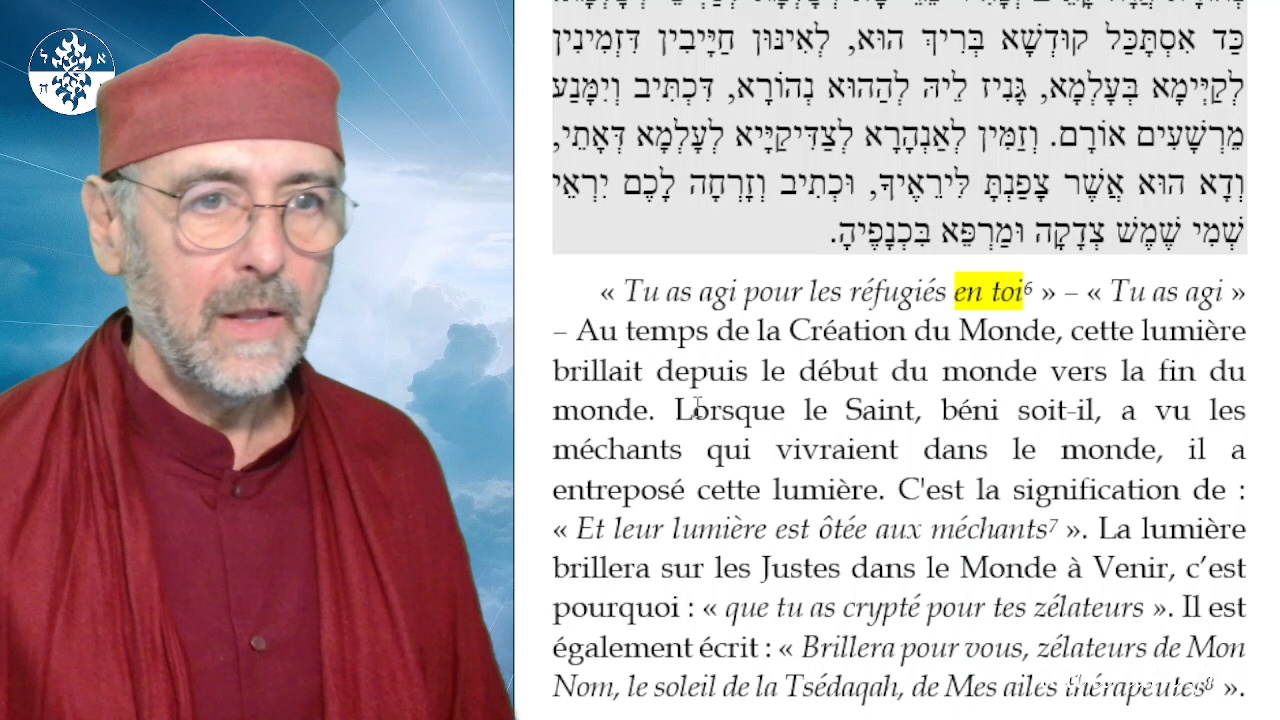 כַּד אִסְתָּכַּל קוּדְשָׁא בְּרִיךְ הוּא, לְאִינּוּן חַיָּיבִין דִּזְמִינִין
לְקַיְּימָא בְּעָלְמָא, גָּנִיז לֵיהּ לְהַהוּא נְהוֹרָא, דִּכְתִּיב וְיִמָּנַע
מֵרְשָׁעִים אוֹרָם. וְזַמִּין לְאַנְהָרָא לְצַדִּיקַיָּיא לְעָלְמָא דְּאָתֵי,
וְדָא הוּא אֲשֶׁר צָפַנְתָּ לִּירֵאֶיךָ, וּכְתִיב וְזָרְחָה לָכֶם יִרְאֵי
שְׁמִי שֶׁמֶשׁ צְדָקָה וּמַרְפֵּא בִּכְנָפֶיהָ.
« Tu as agi pour les réfugiés en toi⁶ » – « Tu as agi »
– Au temps de la Création du Monde, cette lumière
brillait depuis le début du monde vers la fin du
monde. Lorsque le Saint, béni soit-il, a vu les
méchants qui vivraient dans le monde, il a
entreposé cette lumière. C'est la signification de :
« Et leur lumière est ôtée aux méchants⁷ ». La lumière
brillera sur les Justes dans le Monde à Venir, c’est
pourquoi : « que tu as crypté pour tes zélateurs ». Il est
également écrit : « Brillera pour vous, zélateurs de Mon
Nom, le soleil de la Tsédaqah, de Mes ailes thérapeutes⁸ ».